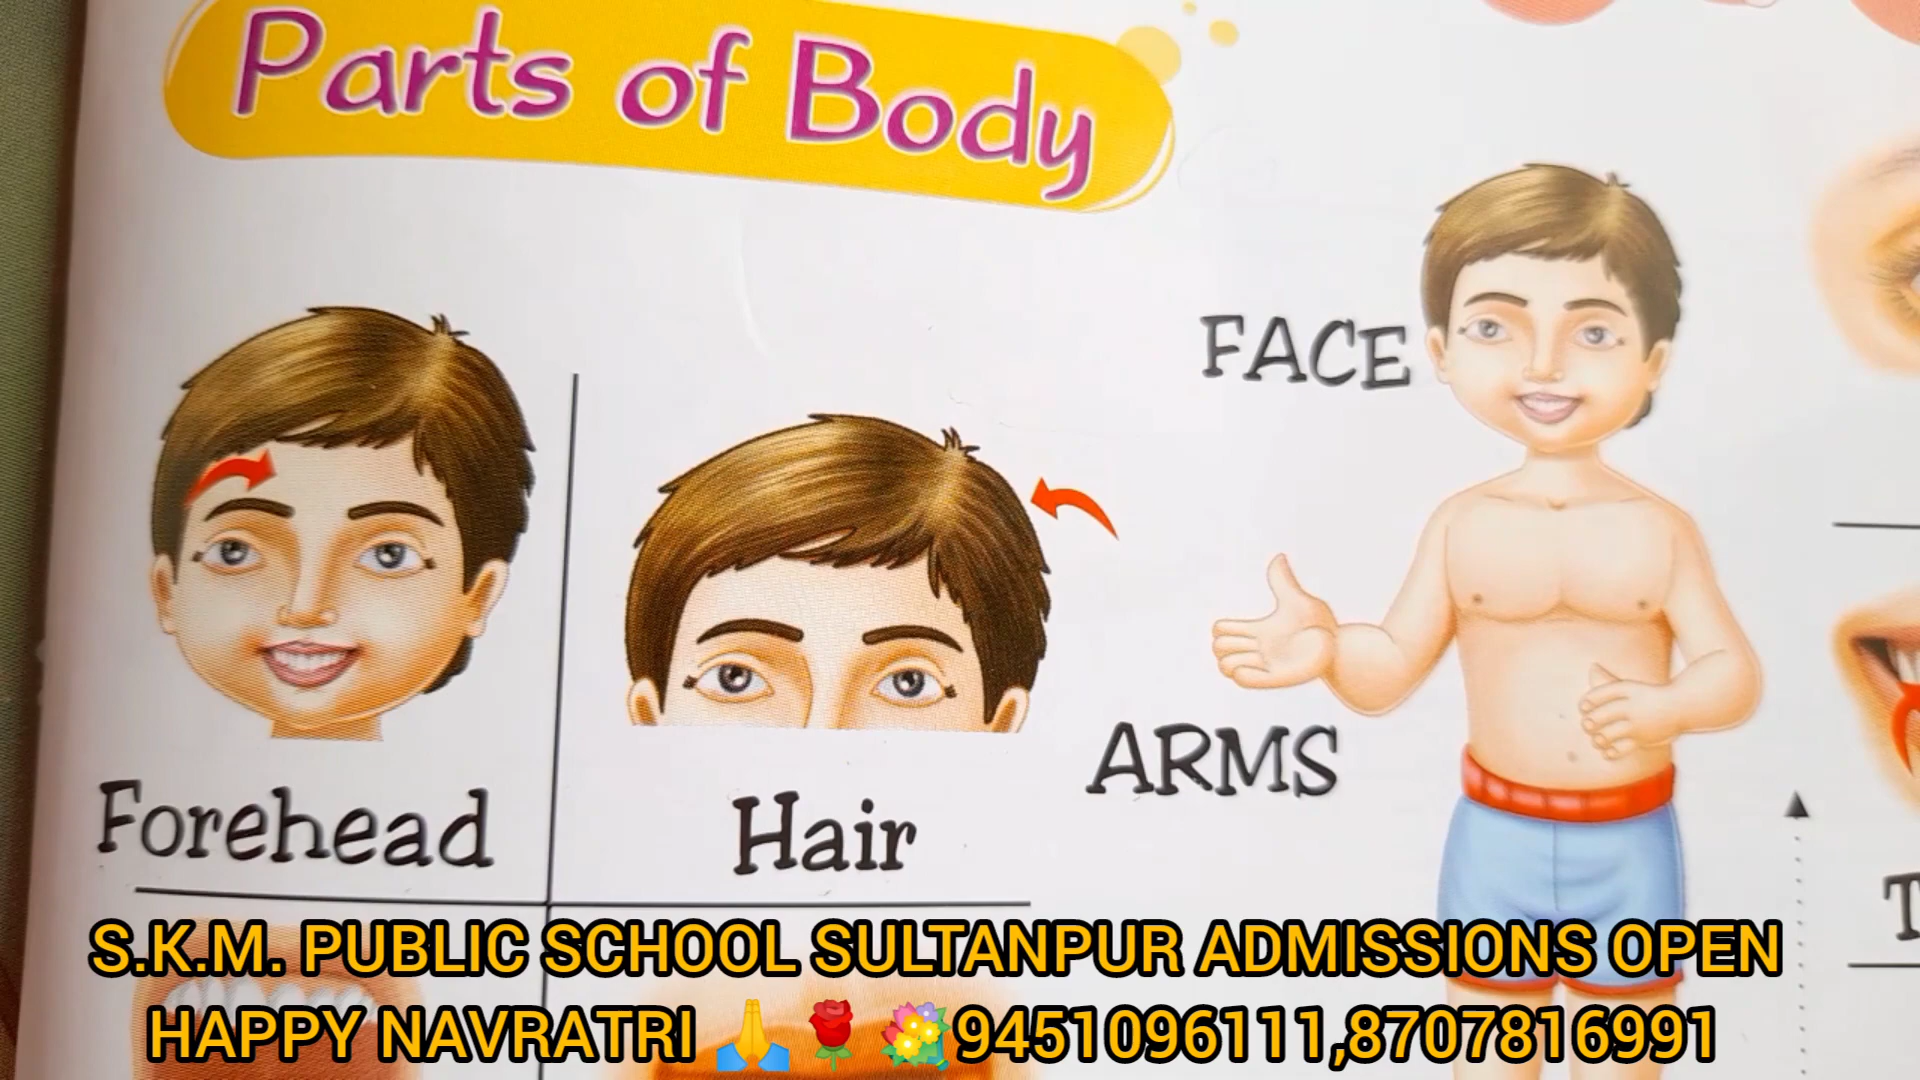 Parts of Body
FACE
ARMS
Forehead
Hair
S.K.M. PUBLIC SCHOOL SULTANPUR ADMISSIONS OPEN
HAPPY NAVRATRI 🙏🌹💐9451096111,8707816991